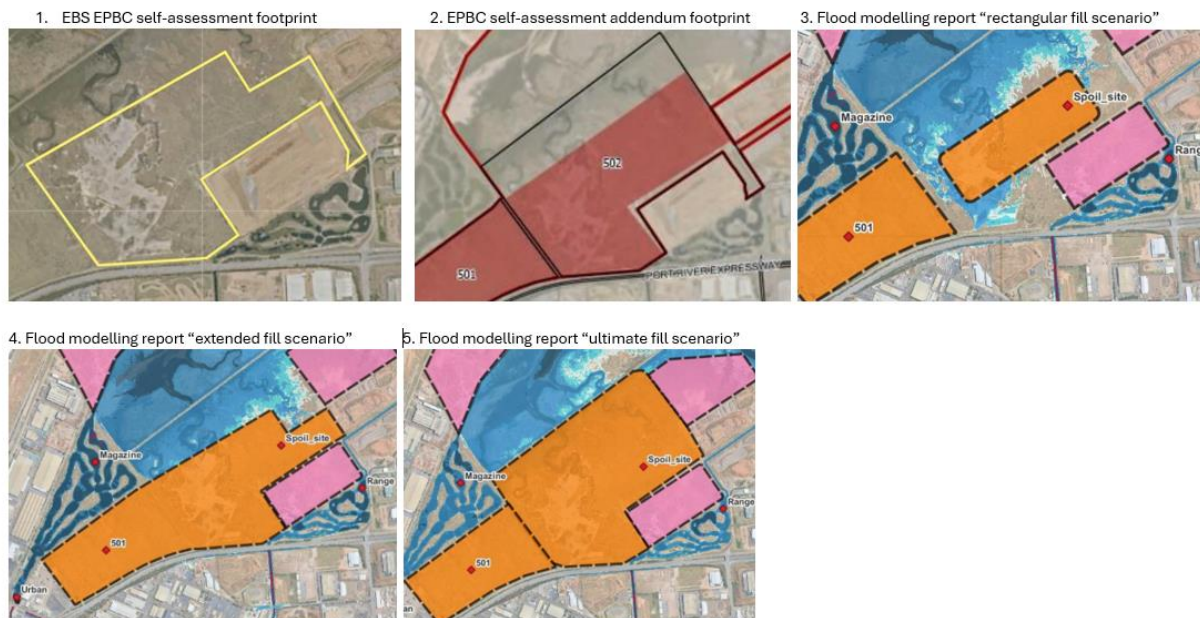 1. EBS EPBC self-assessment footprint
2. EPBC self-assessment addendum footprint
3. Flood modelling report “rectangular fill scenario”
502
501
PORT RIVER EXPRESSWAY
Spoil_site
Magazine
Rang
501
4. Flood modelling report “extended fill scenario”
5. Flood modelling report “ultimate fill scenario”
Spoil_site
Magazine
Range
501
Urban
Spoil_site
Magazine
Range
501
an